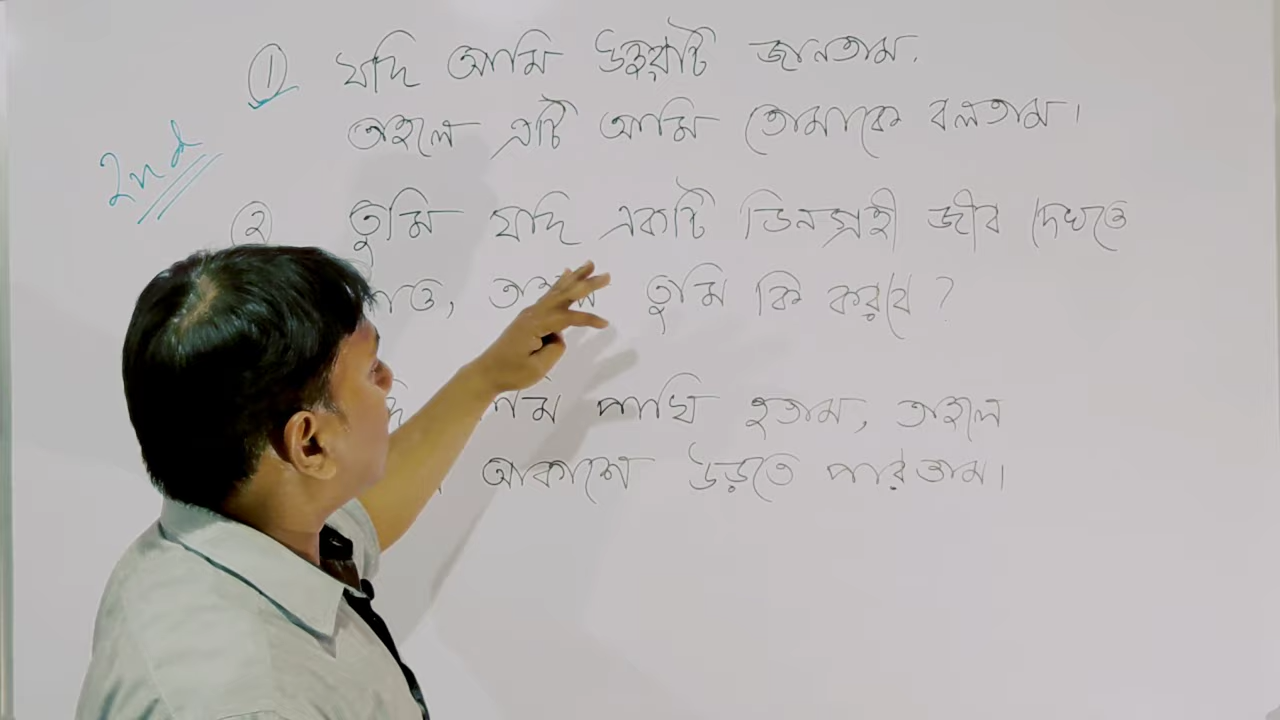 ① যদি আমি উত্তরটি জানতাম,
তাহলে এটি আমি তোমাকে বলতাম।
2nd
② তুমি যদি একটি ভিনগ্রহী জীব দেখতে
তুমি কি করবে ?
পাখি হতাম, তাহলে
আকাশে উড়তে পারতাম।